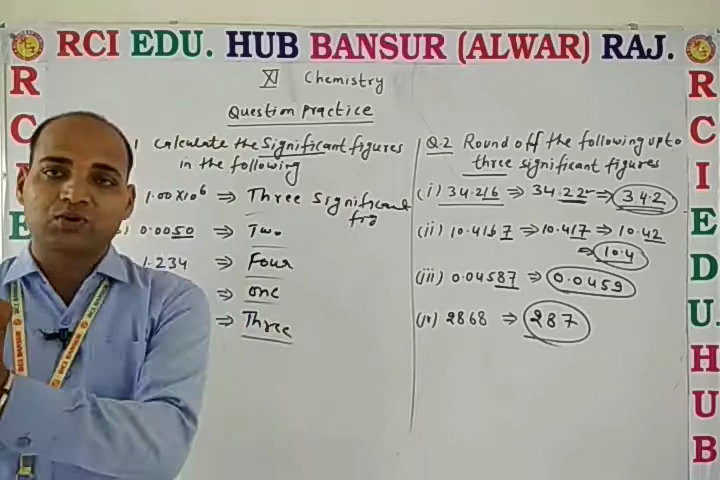 RCI EDU. HUB BANSUR (ALWAR) RAJ.
XI Chemistry
Question practice
1 calculate the significant figures
in the following
1.00 x 10⁶ ⇒ Three significant
fig
0.0050 ⇒ Two
1.234 ⇒ Four
⇒ one
⇒ Three
Q.2 Round off the following upto
three significant figures
(i) 34.216 ⇒ 34.22 ⇒ 34.2
(ii) 10.4167 ⇒ 10.417 ⇒ 10.42
⇒ 10.4
(iii) 0.04587 ⇒ 0.0459
(iv) 2868 ⇒ 287
R
C
E
R
C
I
E
D
U.
H
U
B